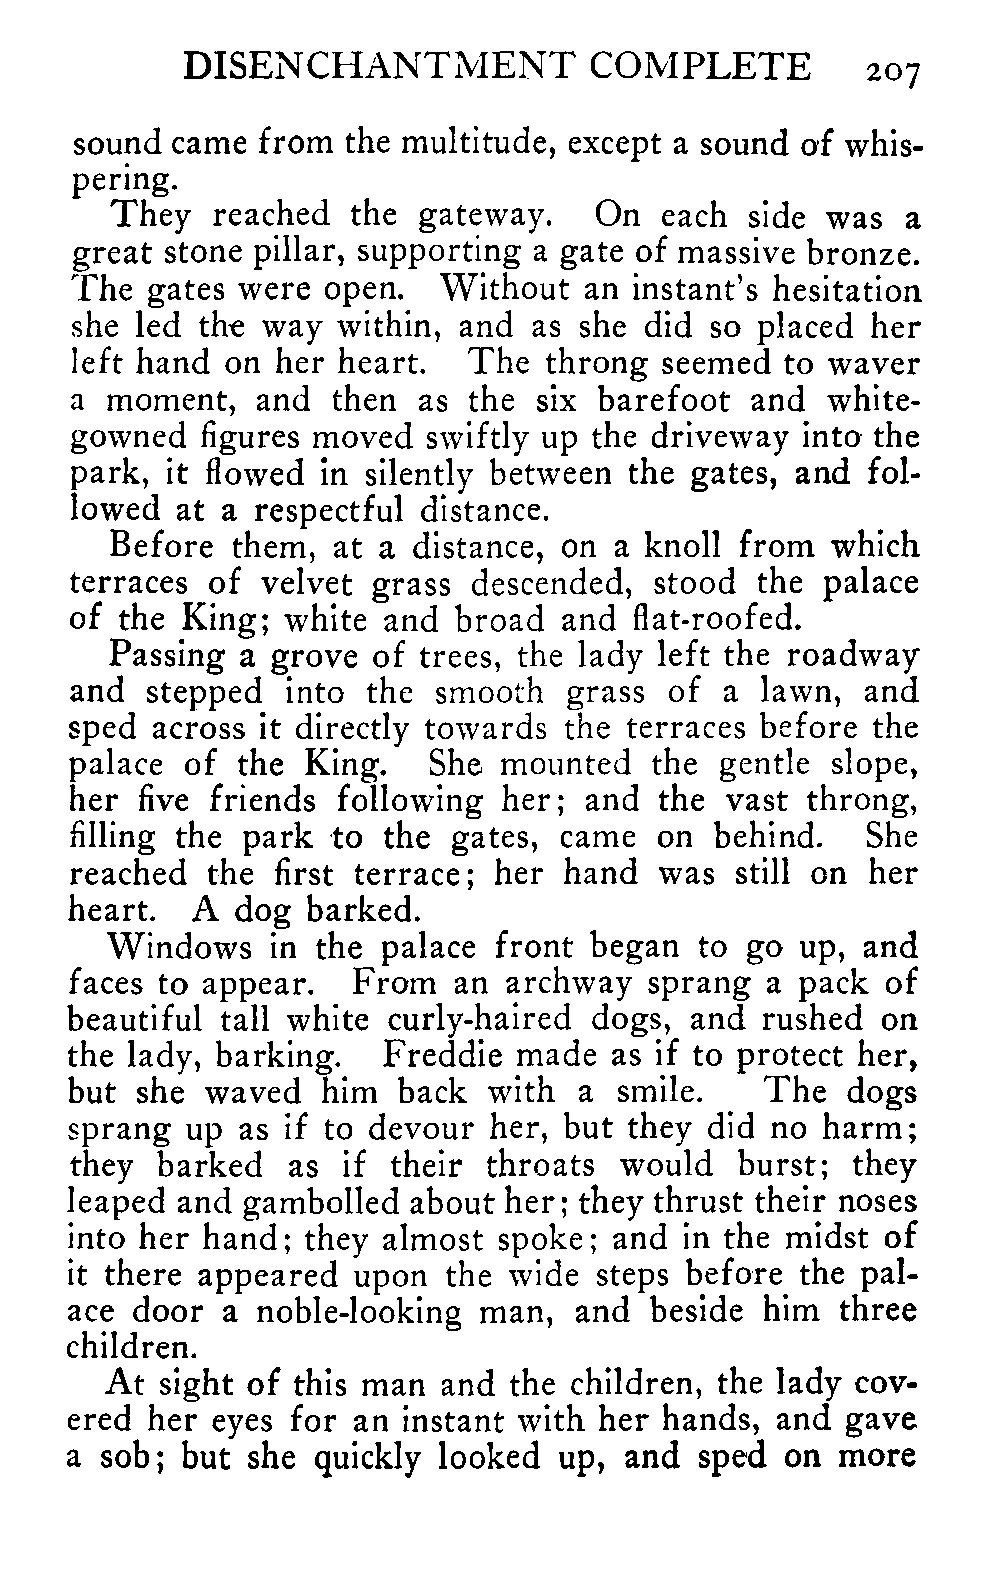 DISENCHANTMENT COMPLETE 207
sound came from the multitude, except a sound of whis-
pering.
They reached the gateway. On each side was a
great stone pillar, supporting a gate of massive bronze.
The gates were open. Without an instant's hesitation
she led the way within, and as she did so placed her
left hand on her heart. The throng seemed to waver
a moment, and then as the six barefoot and white-
gowned figures moved swiftly up the driveway into the
park, it flowed in silently between the gates, and fol-
lowed at a respectful distance.
Before them, at a distance, on a knoll from which
terraces of velvet grass descended, stood the palace
of the King; white and broad and flat-roofed.
Passing a grove of trees, the lady left the roadway
and stepped into the smooth grass of a lawn, and
sped across it directly towards the terraces before the
palace of the King. She mounted the gentle slope,
her five friends following her; and the vast throng,
filling the park to the gates, came on behind. She
reached the first terrace; her hand was still on her
heart. A dog barked.
Windows in the palace front began to go up, and
faces to appear. From an archway sprang a pack of
beautiful tall white curly-haired dogs, and rushed on
the lady, barking. Freddie made as if to protect her,
but she waved him back with a smile. The dogs
sprang up as if to devour her, but they did no harm;
they barked as if their throats would burst; they
leaped and gambolled about her; they thrust their noses
into her hand; they almost spoke; and in the midst of
it there appeared upon the wide steps before the pal-
ace door a noble-looking man, and beside him three
children.
At sight of this man and the children, the lady cov-
ered her eyes for an instant with her hands, and gave
a sob; but she quickly looked up, and sped on more